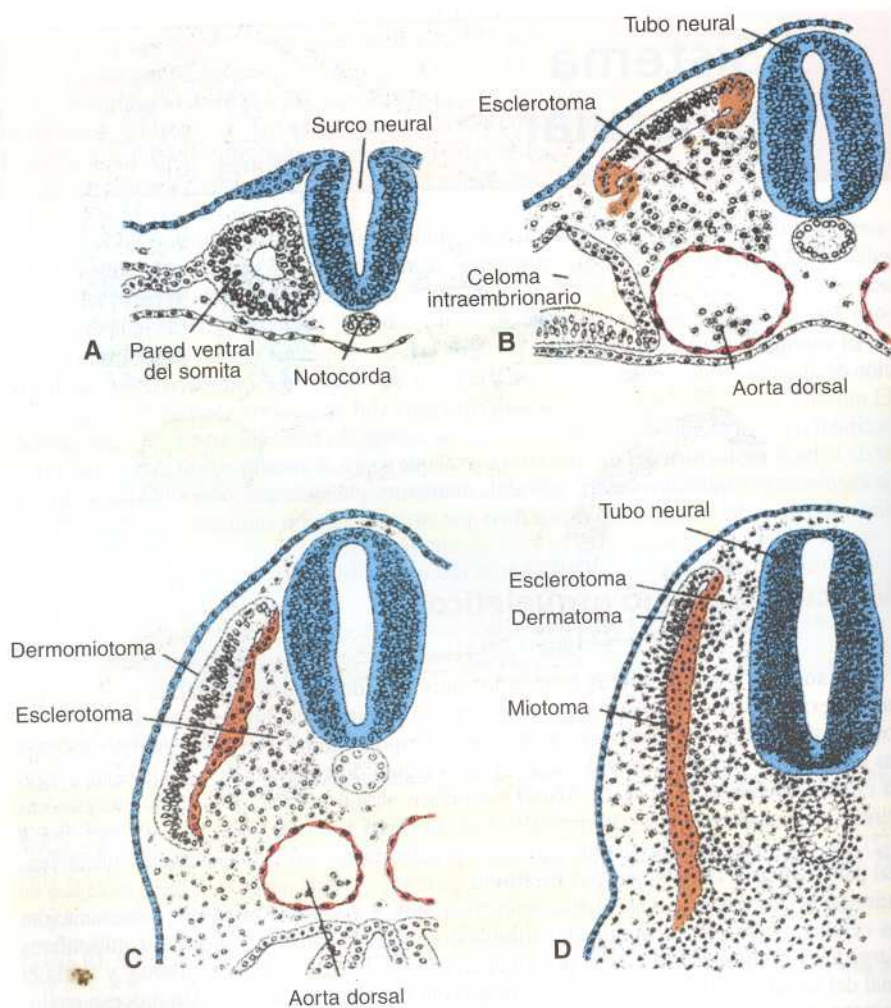 Tubo neural
Esclerotoma
Surco neural
Celoma
intraembrionario
A
Pared ventral
del somita
Notocorda
B
Aorta dorsal
Tubo neural
Esclerotoma
Dermatoma
Dermomiotoma
Esclerotoma
Miotoma
C
D
Aorta dorsal